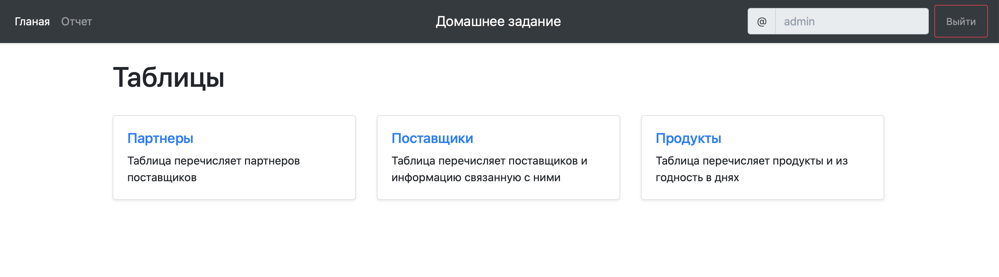 Гланая Отчет Домашнее задание @ admin Выйти
Таблицы
Партнеры
Таблица перечисляет партнеров
поставщиков
Поставщики
Таблица перечисляет поставщиков и
информацию связанную с ними
Продукты
Таблица перечисляет продукты и из
годность в днях